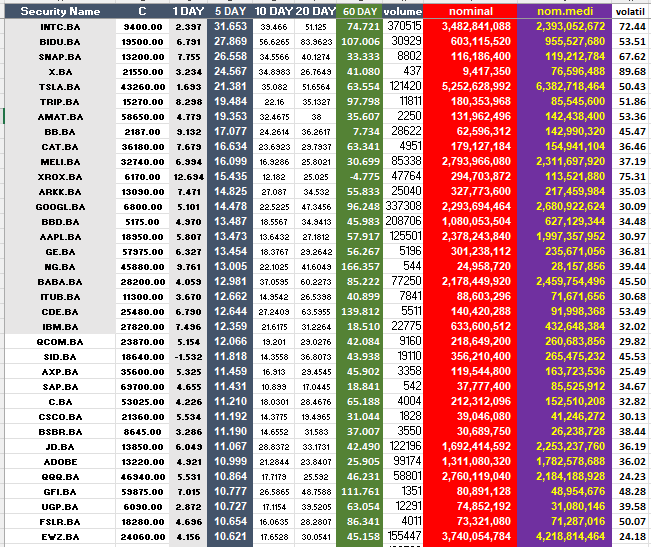 Security Name C 1 DAY 5 DAY 10 DAY 20 DAY 60 DAY volume nominal nom.medi volatil
INTC.BA 9400.00 2.397 31.653 39.466 51.125 74.721 370515 3,482,841,088 2,393,052,672 72.44
BIDU.BA 19500.00 6.791 27.869 56.6265 83.9623 107.006 30929 603,115,520 955,527,680 53.51
SNAP.BA 13200.00 7.755 26.558 34.5566 40.1274 33.333 8802 116,186,400 119,212,784 67.62
X.BA 21550.00 3.234 24.567 34.8983 26.7649 41.080 437 9,417,350 76,596,488 89.68
TSLA.BA 43260.00 1.693 21.381 35.082 51.6564 63.554 121420 5,252,628,992 6,382,718,464 50.43
TRIP.BA 15270.00 8.298 19.484 22.16 35.1327 97.798 11811 180,353,968 85,545,600 51.86
AMAT.BA 58650.00 4.779 19.353 32.4675 38 35.607 2250 131,962,496 142,438,400 53.36
BB.BA 2187.00 9.132 17.077 24.2614 36.2617 7.734 28622 62,596,312 142,990,320 45.47
CAT.BA 36180.00 7.679 16.634 23.6923 29.7937 63.341 4951 179,127,184 154,941,104 36.46
MELI.BA 32740.00 6.994 16.099 16.9286 25.8021 30.699 85338 2,793,966,080 2,311,697,920 37.19
XROX.BA 6170.00 12.694 15.435 12.182 25.025 -4.775 47764 294,703,872 113,521,880 75.31
ARKK.BA 13090.00 7.471 14.825 27.087 34.532 55.833 25040 327,773,600 217,459,984 35.03
GOOGL.BA 6800.00 5.101 14.478 22.5225 47.3456 96.248 337308 2,293,694,464 2,680,922,624 30.09
BBD.BA 5175.00 4.970 13.487 18.5567 34.9413 45.983 208706 1,080,053,504 627,129,344 34.48
AAPL.BA 18950.00 5.807 13.473 13.6432 27.1812 57.917 125501 2,378,243,840 1,997,357,952 30.97
GE.BA 57975.00 6.327 13.454 18.3767 29.2642 56.267 5196 301,238,112 235,671,056 36.81
NG.BA 45880.00 9.761 13.005 22.1025 41.6049 166.357 544 24,958,720 28,157,856 39.44
BABA.BA 28200.00 4.059 12.981 37.0595 60.2273 85.222 77250 2,178,449,920 2,459,754,496 45.50
ITUB.BA 11300.00 3.670 12.662 14.9542 26.5398 40.899 7841 88,603,296 71,671,656 30.68
CDE.BA 25480.00 6.790 12.644 27.2409 63.5955 139.812 5511 140,420,288 91,998,368 53.49
IBM.BA 27820.00 7.496 12.359 21.6175 31.2264 18.510 22775 633,600,512 432,648,384 32.02
QCOM.BA 23870.00 5.154 12.066 19.201 29.0276 42.084 9160 218,649,200 260,683,856 29.82
SID.BA 18640.00 -1.532 11.818 14.3558 36.8073 43.938 19110 356,210,400 265,475,232 45.53
AXP.BA 35600.00 5.325 11.459 16.913 29.4545 45.902 3358 119,544,800 163,723,536 25.49
SAP.BA 69700.00 4.655 11.431 10.899 17.0445 18.841 542 37,777,400 85,525,912 34.67
C.BA 53025.00 4.226 11.210 18.0301 28.4676 65.188 4004 212,312,096 152,510,208 32.82
CSCO.BA 21360.00 5.534 11.192 14.3775 19.4965 31.044 1828 39,046,080 41,246,272 30.13
BSBR.BA 8645.00 3.286 11.190 14.6552 31.583 37.007 3550 30,689,750 26,238,728 38.44
JD.BA 13850.00 6.049 11.067 28.8372 33.1731 42.490 122196 1,692,414,592 2,253,237,760 36.19
ADOBE 13220.00 4.921 10.999 21.2844 23.8407 25.905 99174 1,311,080,320 1,782,578,688 36.02
QQQ.BA 46940.00 5.531 10.864 17.7179 25.592 46.231 58801 2,760,119,040 2,184,188,928 24.23
GFI.BA 59875.00 7.015 10.777 26.5865 48.7588 111.761 1351 80,891,128 48,954,676 48.28
UGP.BA 6090.00 2.872 10.727 17.1154 39.5205 63.054 12291 74,852,192 31,080,146 39.58
FSLR.BA 18280.00 4.696 10.654 16.0635 28.2807 86.341 4011 73,321,080 71,287,016 50.07
EWZ.BA 24060.00 4.156 10.621 17.6528 30.0541 45.158 155447 3,740,054,784 4,218,814,464 24.18